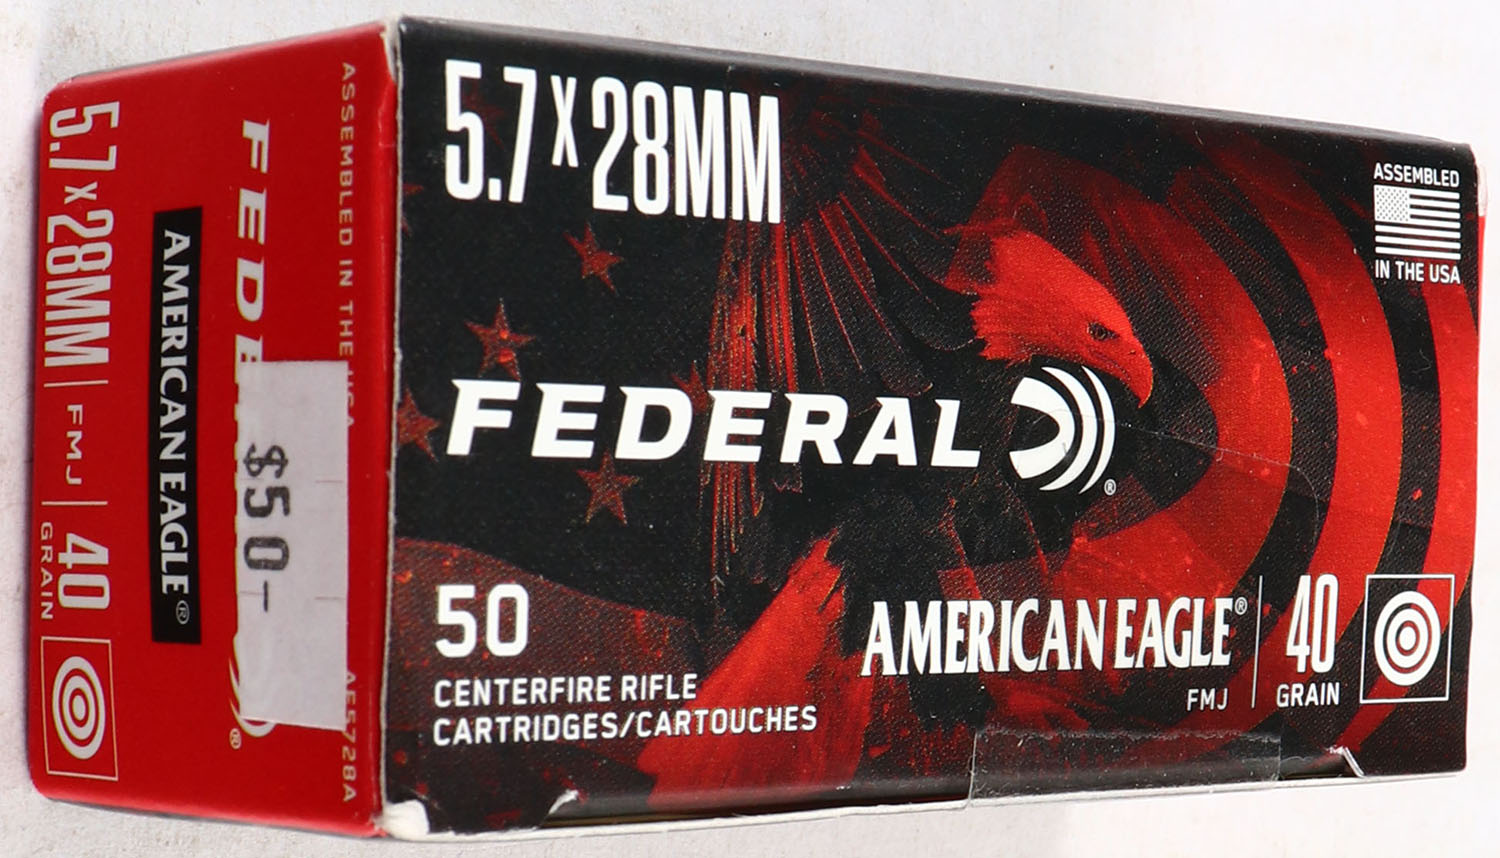 5.7x28MM
ASSEMBLED
IN THE USA
FEDERAL
®
50
CENTERFIRE RIFLE
CARTRIDGES/CARTOUCHES
AMERICAN EAGLE®
FMJ
40
GRAIN
ASSEMBLED IN THE USA
AE5728A
FEDE
®
$50-
AMERICAN EAGLE®
5.7x28MM | FMJ | 40
GRAIN